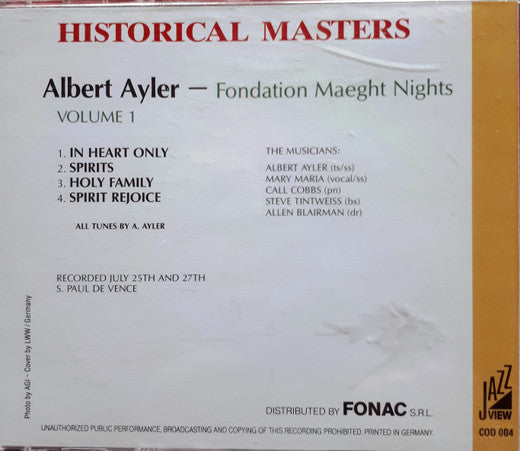 HISTORICAL MASTERS
Albert Ayler — Fondation Maeght Nights
VOLUME 1
1. IN HEART ONLY
2. SPIRITS
3. HOLY FAMILY
4. SPIRIT REJOICE
ALL TUNES BY A. AYLER
THE MUSICIANS:
ALBERT AYLER (ts/ss)
MARY MARIA (vocal/ss)
CALL COBBS (pn)
STEVE TINTWEISS (bs)
ALLEN BLAIRMAN (dr)
RECORDED JULY 25TH AND 27TH
S. PAUL DE VENCE
Photo by AGI – Cover by LWW / Germany
DISTRIBUTED BY FONAC S.R.L.
UNAUTHORIZED PUBLIC PERFORMANCE, BROADCASTING AND COPYING OF THIS RECORDING PROHIBITED. PRINTED IN GERMANY.
JAZZ
VIEW
COD 004